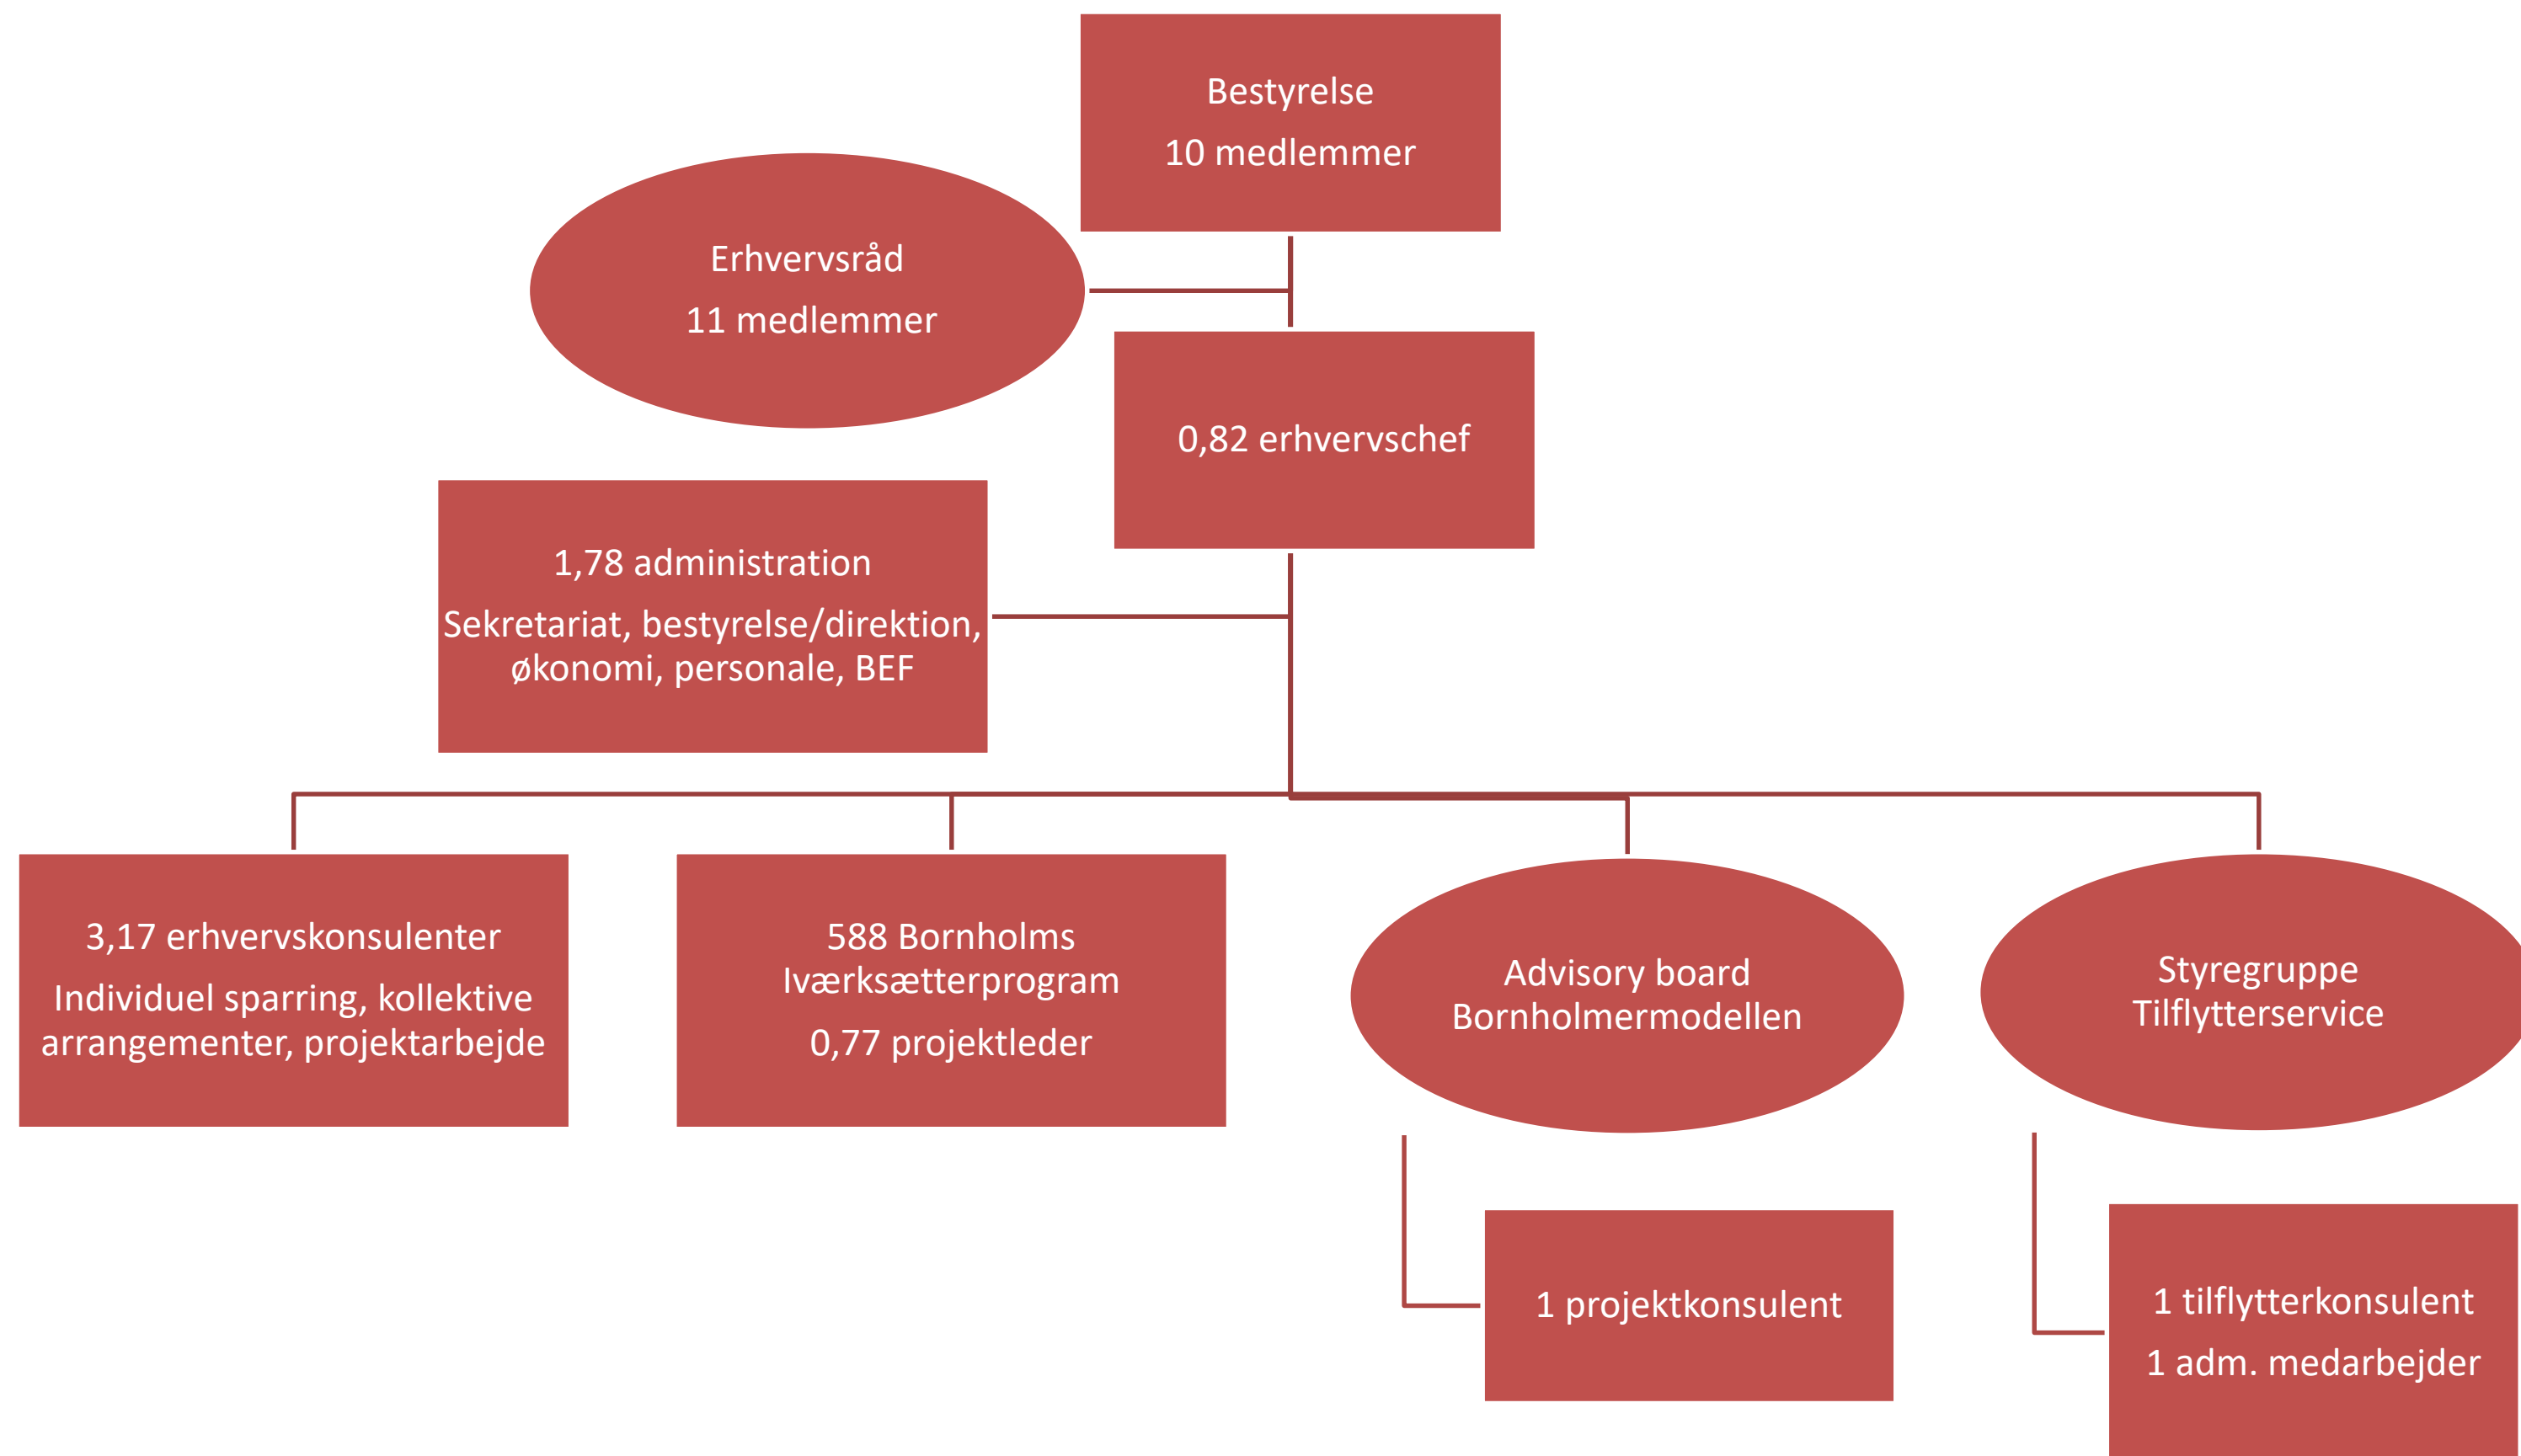 Bestyrelse
10 medlemmer
Erhvervsråd
11 medlemmer
0,82 erhvervschef
1,78 administration
Sekretariat, bestyrelse/direktion,
økonomi, personale, BEF
3,17 erhvervskonsulenter
Individuel sparring, kollektive
arrangementer, projektarbejde
588 Bornholms
Iværksætterprogram
0,77 projektleder
Advisory board
Bornholmermodellen
Styregruppe
Tilflytterservice
1 projektkonsulent
1 tilflytterkonsulent
1 adm. medarbejder